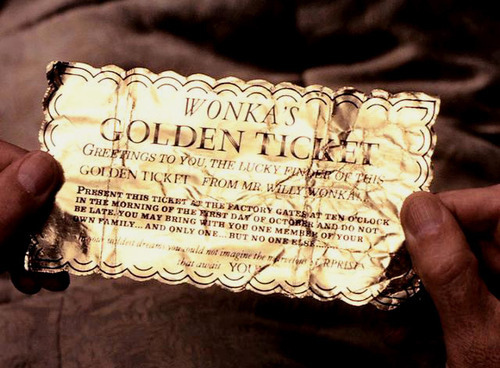 WONKA'S
GOLDEN TICKET
GREETINGS TO YOU, THE LUCKY FINDER OF THIS
GOLDEN TICKET, FROM MR WILLY WONKA!
PRESENT THIS TICKET AT THE FACTORY GATES AT TEN O'CLOCK
IN THE MORNING OF THE FIRST DAY OF OCTOBER AND DO NOT
BE LATE. YOU MAY BRING WITH YOU ONE MEMBER OF YOUR
OWN FAMILY... AND ONLY ONE... BUT NO ONE ELSE...
wildest dreams you could not imagine the marvelous SURPRISES
that await YOU!